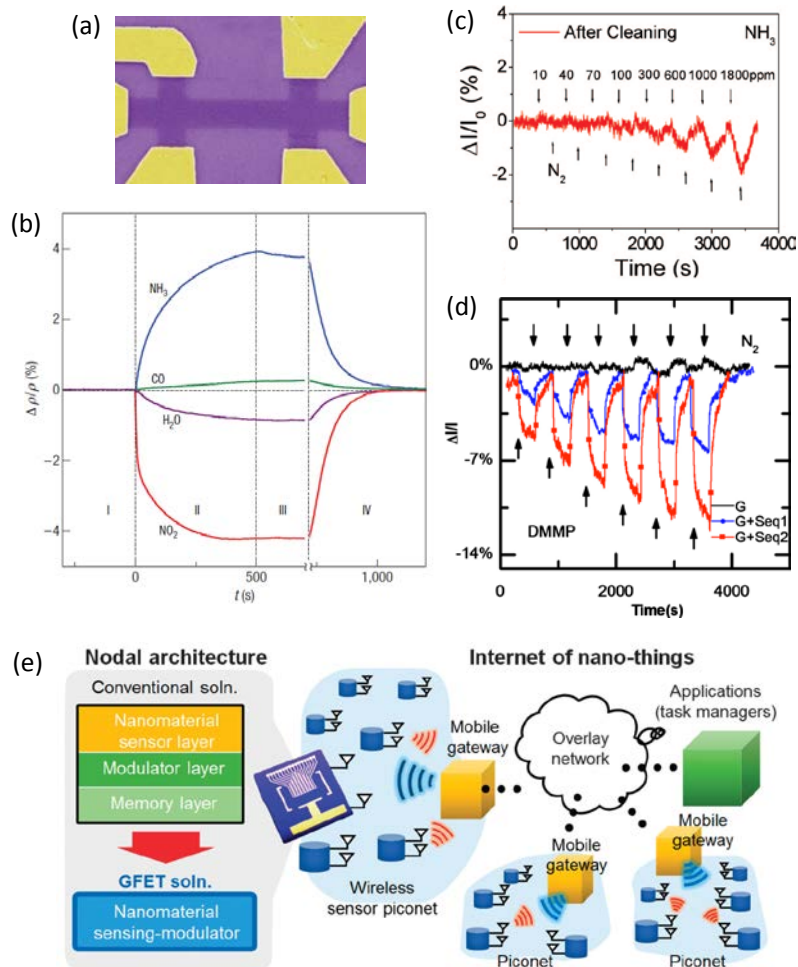 (a)
(b)
4
2
0
−2
−4
Δ ρ/ρ (%)
NH3
CO
H2O
NO2
I
II
III
IV
0
500
1,000
t (s)
(c)
After Cleaning
NH3
10 40 70 100 300 600 1000 1800ppm
N2
4
2
0
-2
ΔI/I0 (%)
0 1000 2000 3000 4000
Time (s)
(d)
N2
0%
-7%
-14%
ΔI/I
DMMP
G
G+Seq1
G+Seq2
0 2000 4000
Time(s)
(e)
Nodal architecture
Conventional soln.
Nanomaterial
sensor layer
Modulator layer
Memory layer
GFET soln.
Nanomaterial
sensing-modulator
Internet of nano-things
Mobile
gateway
Wireless
sensor piconet
Overlay
network
Applications
(task managers)
Mobile
gateway
Piconet
Mobile
gateway
Piconet